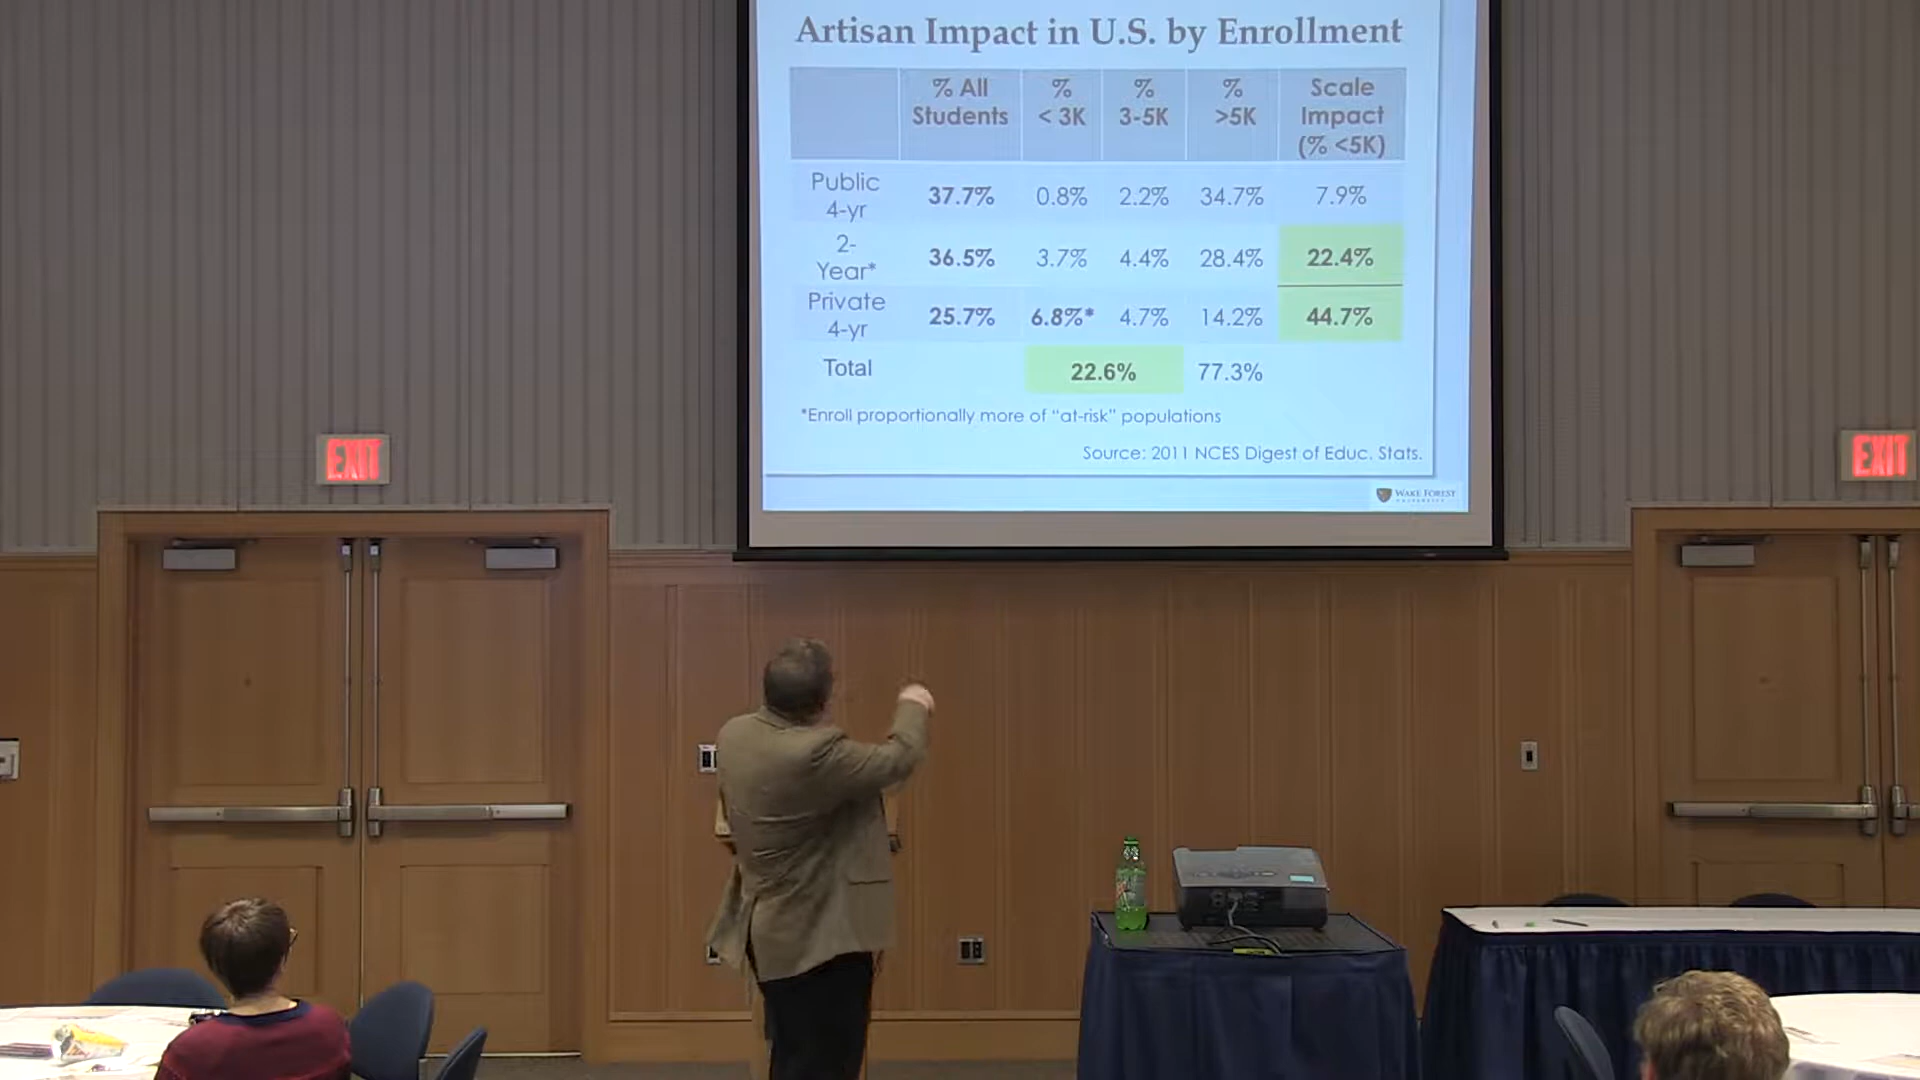 Artisan Impact in U.S. by Enrollment
% All Students % < 3K % 3-5K % >5K Scale Impact (% <5K)
Public 4-yr 37.7% 0.8% 2.2% 34.7% 7.9%
2-Year* 36.5% 3.7% 4.4% 28.4% 22.4%
Private 4-yr 25.7% 6.8%* 4.7% 14.2% 44.7%
Total 22.6% 77.3%
*Enroll proportionally more of “at-risk” populations
Source: 2011 NCES Digest of Educ. Stats.
WAKE FOREST
EXIT
EXIT